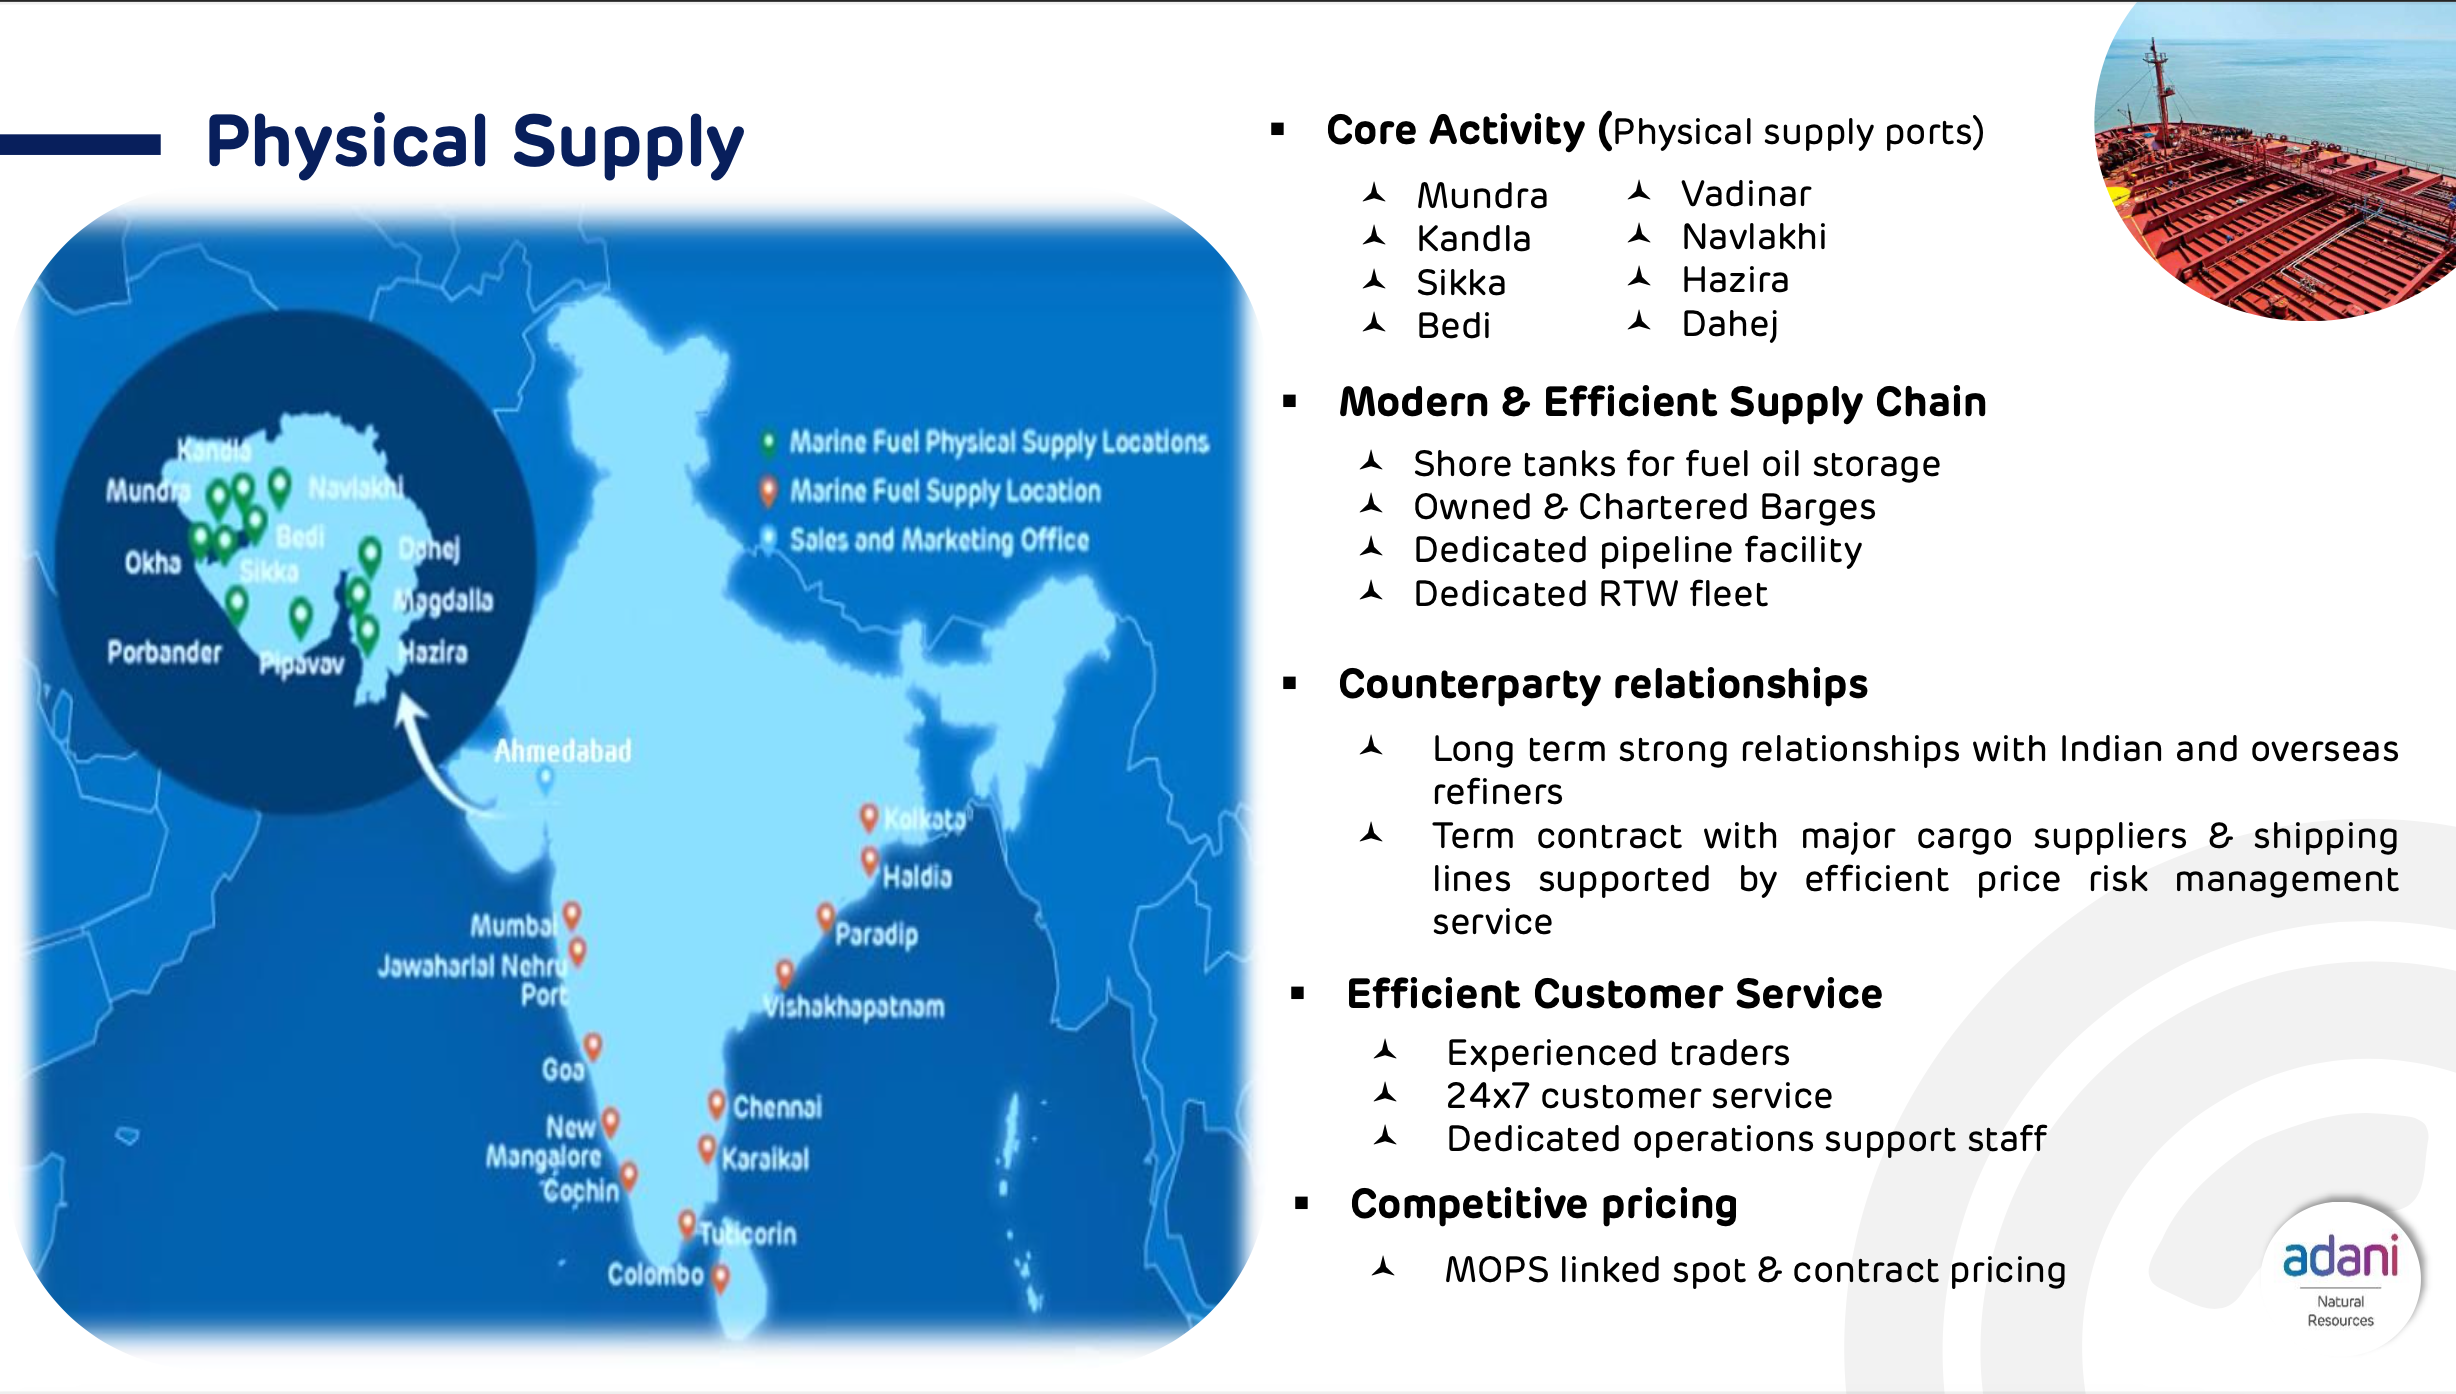 Physical Supply
Kandla
Mundra
Navlakhi
Bedi
Okha
Sikka
Dahej
Magdalla
Porbander
Pipavav
Hazira
Marine Fuel Physical Supply Locations
Marine Fuel Supply Location
Sales and Marketing Office
Ahmedabad
Kolkata
Haldia
Paradip
Vishakhapatnam
Mumbai
Jawaharlal Nehru
Port
Goa
New
Mangalore
Cochin
Chennai
Karaikal
Tuticorin
Colombo
Core Activity (Physical supply ports)
Mundra
Kandla
Sikka
Bedi
Vadinar
Navlakhi
Hazira
Dahej
Modern & Efficient Supply Chain
Shore tanks for fuel oil storage
Owned & Chartered Barges
Dedicated pipeline facility
Dedicated RTW fleet
Counterparty relationships
Long term strong relationships with Indian and overseas
refiners
Term contract with major cargo suppliers & shipping
lines supported by efficient price risk management
service
Efficient Customer Service
Experienced traders
24x7 customer service
Dedicated operations support staff
Competitive pricing
MOPS linked spot & contract pricing
adani
Natural
Resources